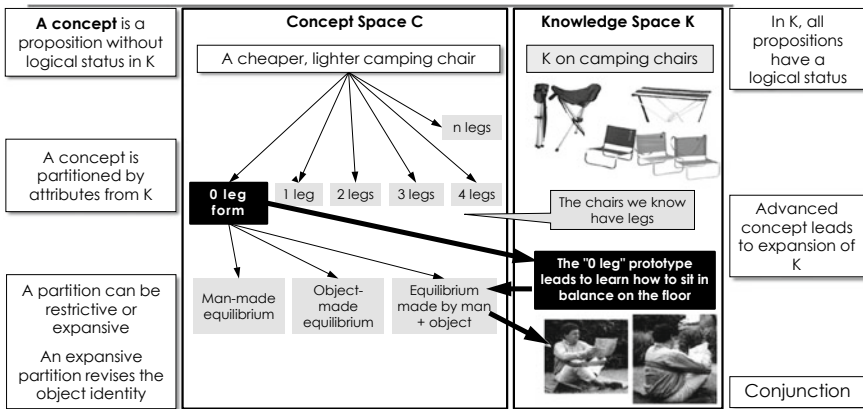 A concept is a
proposition without
logical status in K
A concept is
partitioned by
attributes from K
A partition can be
restrictive or
expansive
An expansive
partition revises the
object identity
Concept Space C
A cheaper, lighter camping chair
n legs
0 leg
form
1 leg
2 legs
3 legs
4 legs
Man-made
equilibrium
Object-
made
equilibrium
Equilibrium
made by man
+ object
Knowledge Space K
K on camping chairs
The chairs we know
have legs
The "0 leg" prototype
leads to learn how to sit in
balance on the floor
In K, all
propositions
have a
logical status
Advanced
concept leads
to expansion of
K
Conjunction